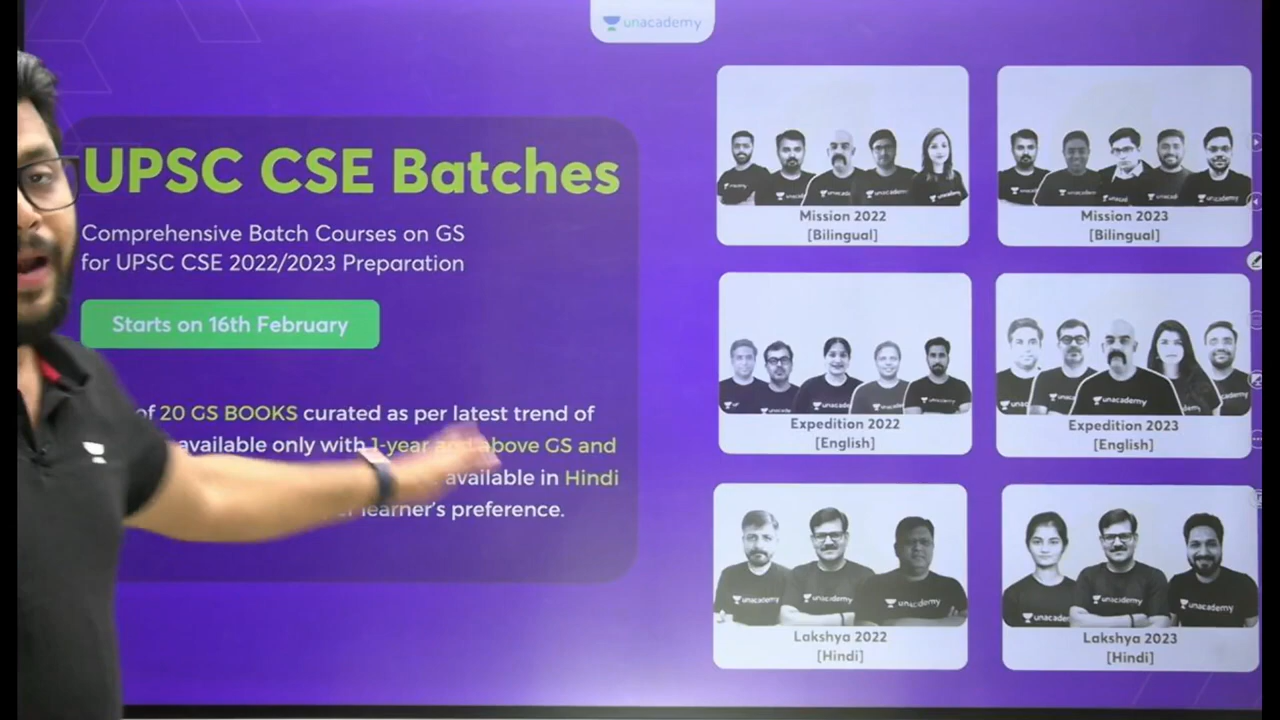 unacademy
UPSC CSE Batches
Comprehensive Batch Courses on GS
for UPSC CSE 2022/2023 Preparation
Starts on 16th February
of 20 GS BOOKS curated as per latest trend of
available only with 1-year and above GS and
available in Hindi
learner's preference.
Mission 2022
[Bilingual]
Mission 2023
[Bilingual]
Expedition 2022
[English]
Expedition 2023
[English]
Lakshya 2022
[Hindi]
Lakshya 2023
[Hindi]